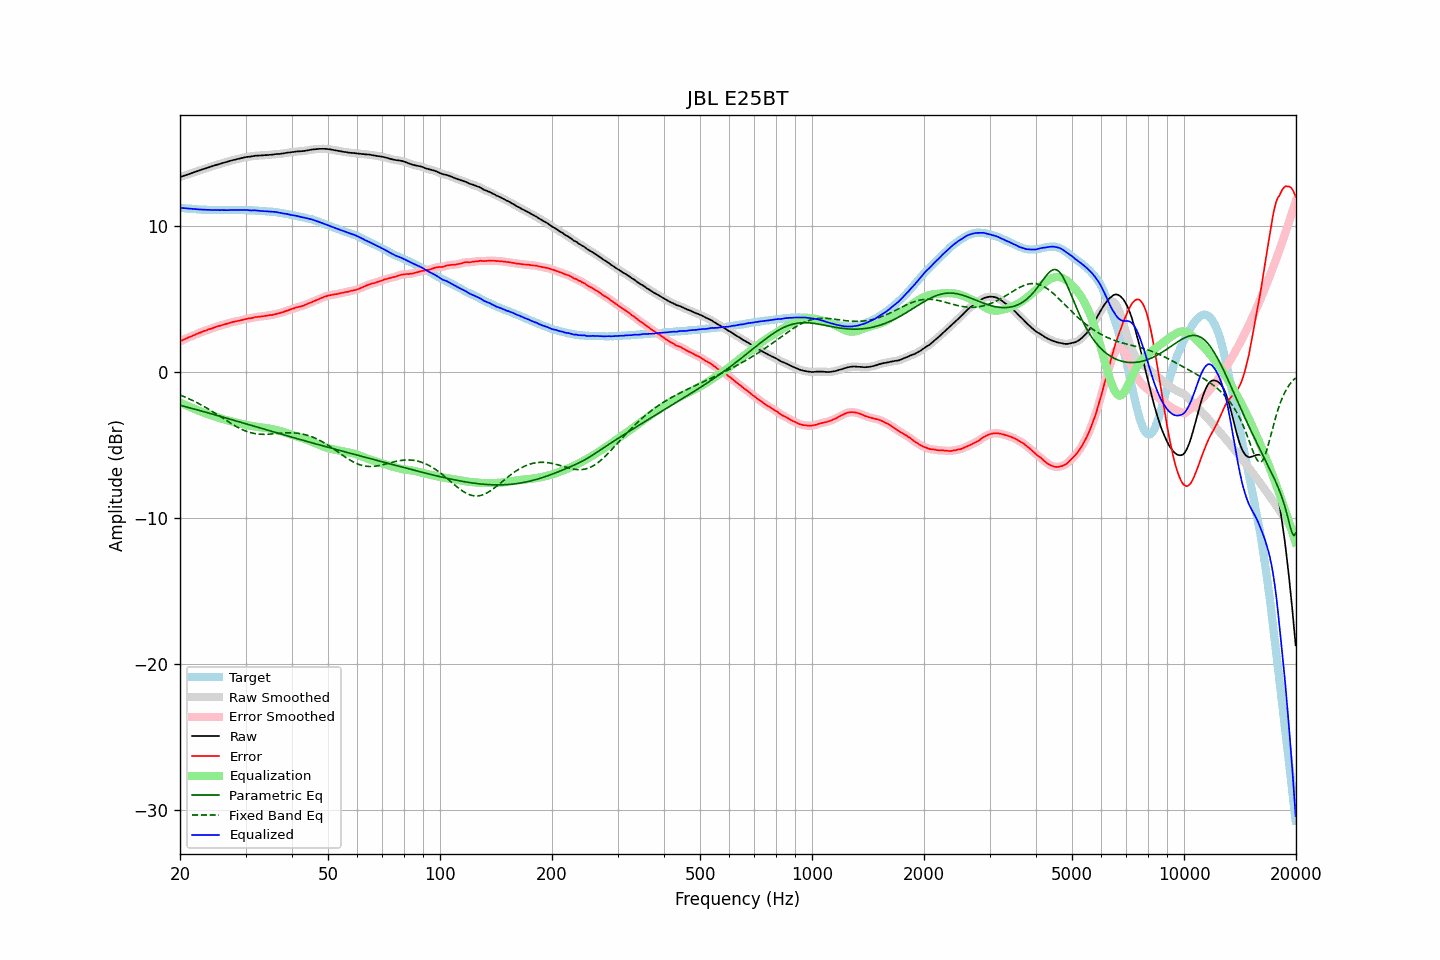 JBL E25BT
Amplitude (dBr)
10
0
−10
−20
−30
Target
Raw Smoothed
Error Smoothed
Raw
Error
Equalization
Parametric Eq
Fixed Band Eq
Equalized
20 50 100 200 500 1000 2000 5000 10000 20000
Frequency (Hz)